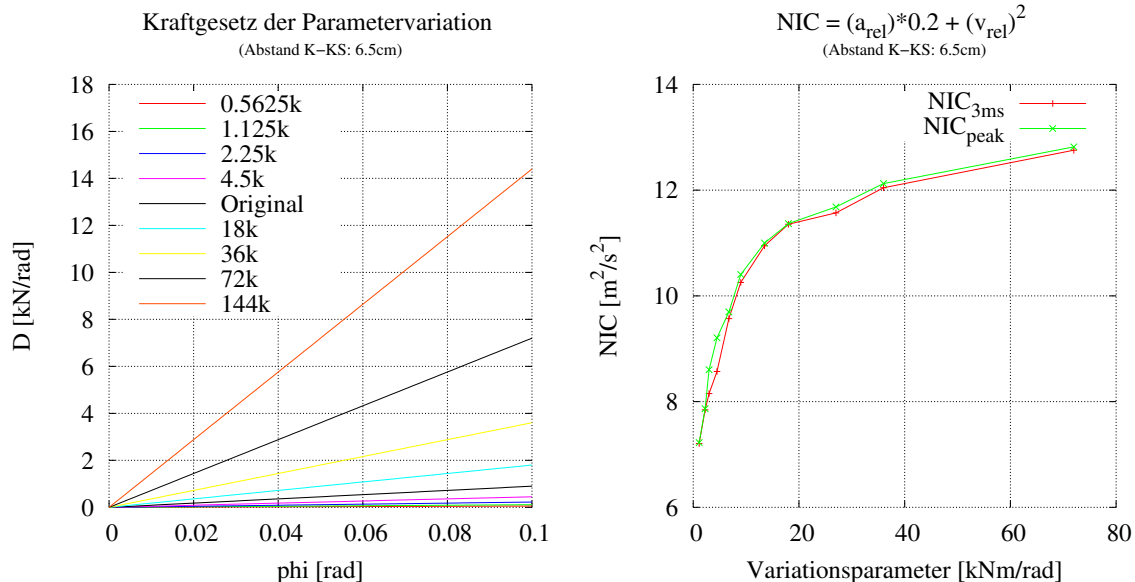 Kraftgesetz der Parametervariation
(Abstand K−KS: 6.5cm)
18
16
14
12
10
8
6
4
2
0
D [kN/rad]
0.5625k
1.125k
2.25k
4.5k
Original
18k
36k
72k
144k
0
0.02
0.04
0.06
0.08
0.1
phi [rad]
NIC = (a_rel)*0.2 + (v_rel)^2
(Abstand K−KS: 6.5cm)
14
12
10
8
6
NIC [m^2/s^2]
NIC_3ms
NIC_peak
0
20
40
60
80
Variationsparameter [kNm/rad]